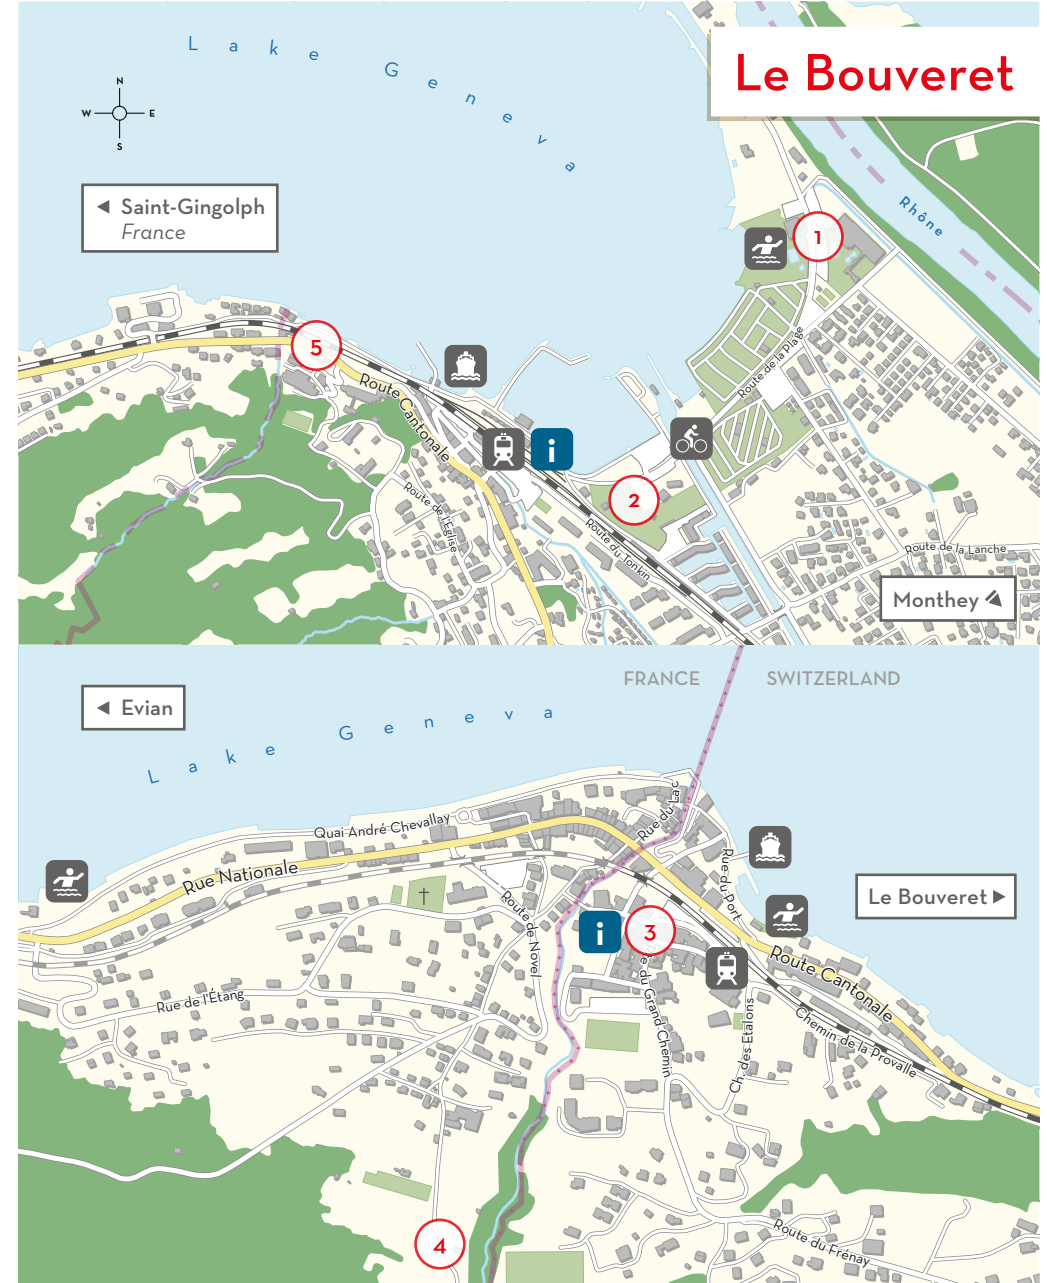 Lake Geneva
Le Bouveret
N
W E
S
Saint-Gingolph
France
Rhône
1
Route de la Plage
5
Route Cantonale
i
2
Route de l'Eglise
Route du Tonkin
Route de la Lanche
Monthey
FRANCE SWITZERLAND
Evian
Lake Geneva
Quai André Chevallay
Rue du Lac
Rue Nationale
Rue du Port
Le Bouveret
Route de Novel
i
3
Route Cantonale
Rue de l'Étang
du Grand Chemin
Ch. des Etalons
Chemin de la Provalle
4
Route du Frénay